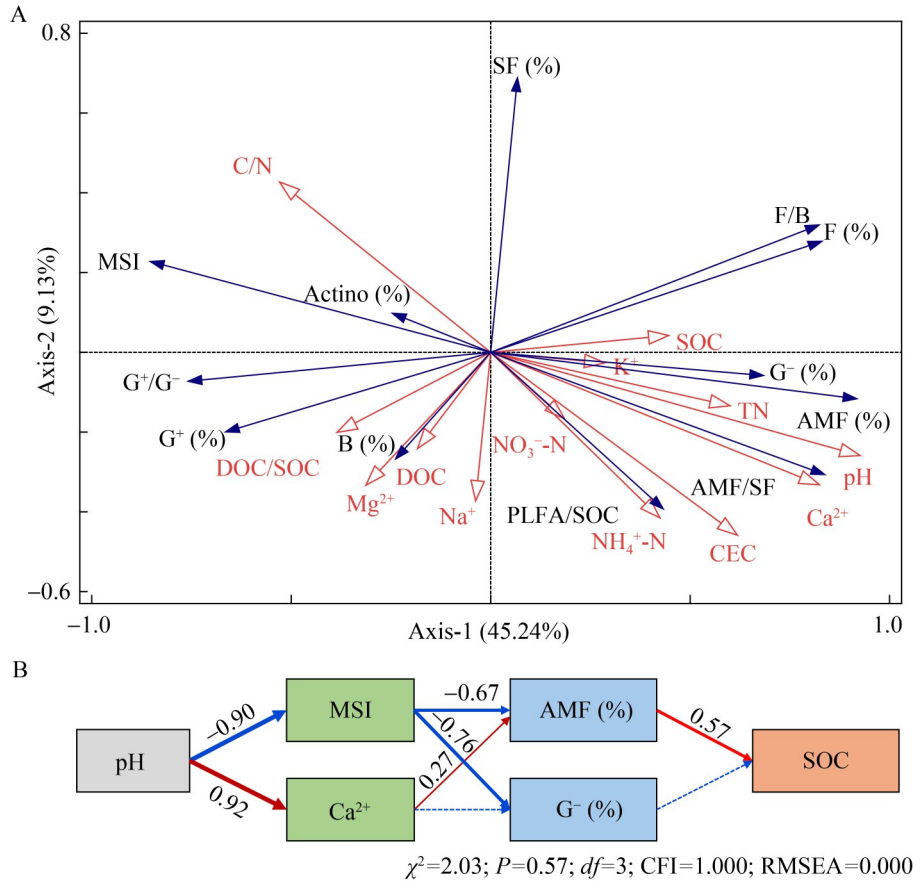 A
0.8
SF (%)
C/N
F/B
F (%)
MSI
Actino (%)
SOC
K⁺
G⁺/G⁻
G⁻ (%)
TN
AMF (%)
G⁺ (%)
B (%)
NO₃⁻-N
DOC/SOC
DOC
pH
Mg²⁺
AMF/SF
Na⁺
PLFA/SOC
Ca²⁺
NH₄⁺-N
CEC
−0.6
−1.0
1.0
Axis-1 (45.24%)
Axis-2 (9.13%)
B
pH
−0.90
0.92
MSI
Ca²⁺
−0.67
−0.76
0.27
AMF (%)
G⁻ (%)
0.57
SOC
χ²=2.03; P=0.57; df=3; CFI=1.000; RMSEA=0.000